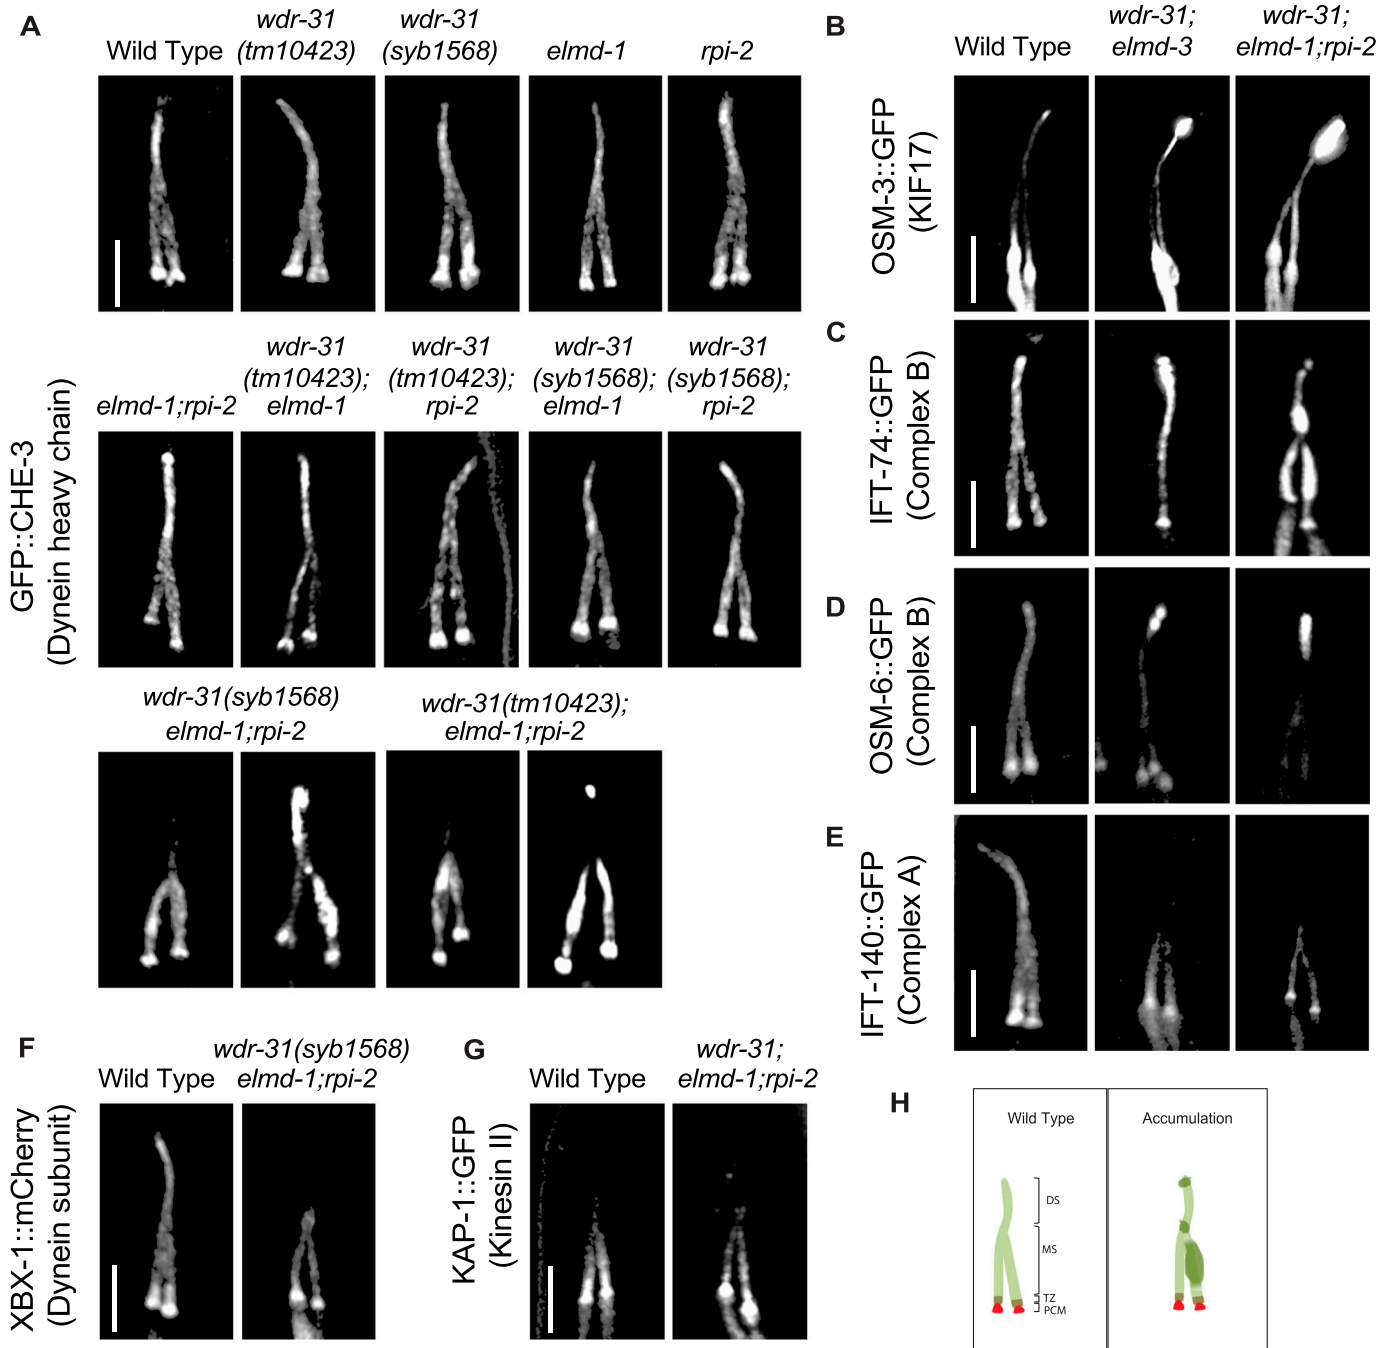 A
Wild Type
wdr-31
(tm10423)
wdr-31
(syb1568)
elmd-1
rpi-2
GFP::CHE-3
(Dynein heavy chain)
elmd-1;rpi-2
wdr-31
(tm10423);
elmd-1
wdr-31
(tm10423);
rpi-2
wdr-31
(syb1568);
elmd-1
wdr-31
(syb1568);
rpi-2
wdr-31(syb1568)
elmd-1;rpi-2
wdr-31(tm10423);
elmd-1;rpi-2
B
Wild Type
wdr-31;
elmd-3
wdr-31;
elmd-1;rpi-2
OSM-3::GFP
(KIF17)
C
IFT-74::GFP
(Complex B)
D
OSM-6::GFP
(Complex B)
E
IFT-140::GFP
(Complex A)
F
Wild Type
wdr-31(syb1568)
elmd-1;rpi-2
XBX-1::mCherry
(Dynein subunit)
G
Wild Type
wdr-31;
elmd-1;rpi-2
KAP-1::GFP
(Kinesin II)
H
Wild Type
Accumulation
DS
MS
TZ
PCM